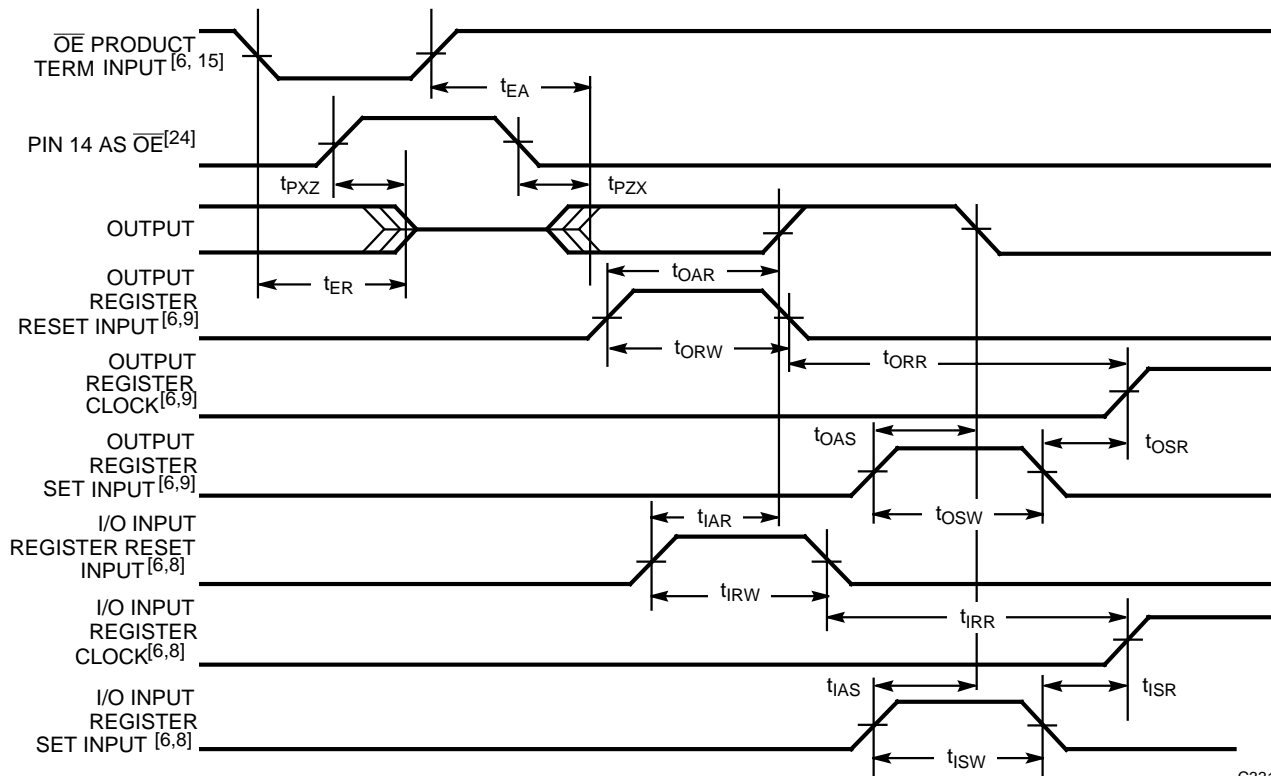 OE PRODUCT
TERM INPUT[6, 15]
tEA
PIN 14 AS OE[24]
tPXZ
tPZX
OUTPUT
tER
tOAR
OUTPUT
REGISTER
RESET INPUT[6,9]
tORW
tORR
OUTPUT
REGISTER
CLOCK[6,9]
tOAS
tOSR
OUTPUT
REGISTER
SET INPUT[6,9]
tOSW
tIAR
I/O INPUT
REGISTER RESET
INPUT[6,8]
tIRW
tIRR
I/O INPUT
REGISTER
CLOCK[6,8]
tIAS
tISR
I/O INPUT
REGISTER
SET INPUT [6,8]
tISW